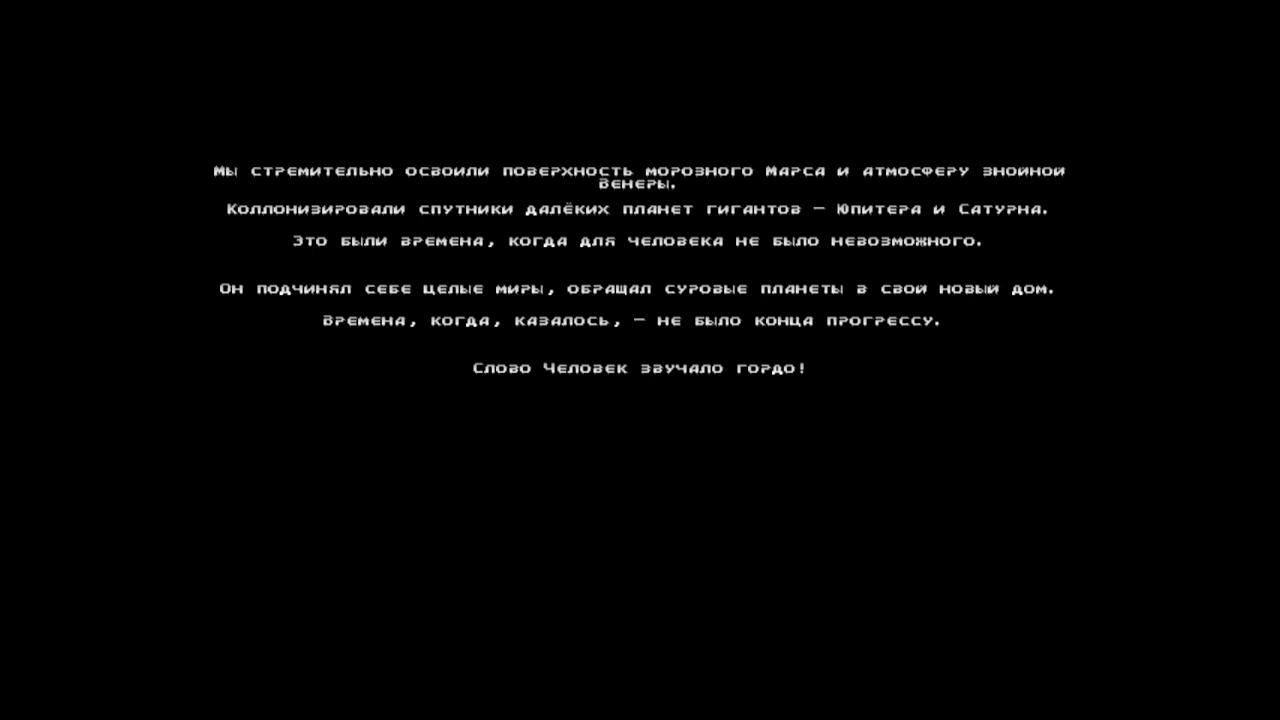 Мы стремительно освоили поверхность морозного Марса и атмосферу знойной
Венеры.
Коллонизировали спутники далёких планет гигантов – Юпитера и Сатурна.
Это были времена, когда для человека не было невозможного.
Он подчинял себе целые миры, обращал суровые планеты в свой новый дом.
Времена, когда, казалось, – не было конца прогрессу.
Слово Человек звучало гордо!